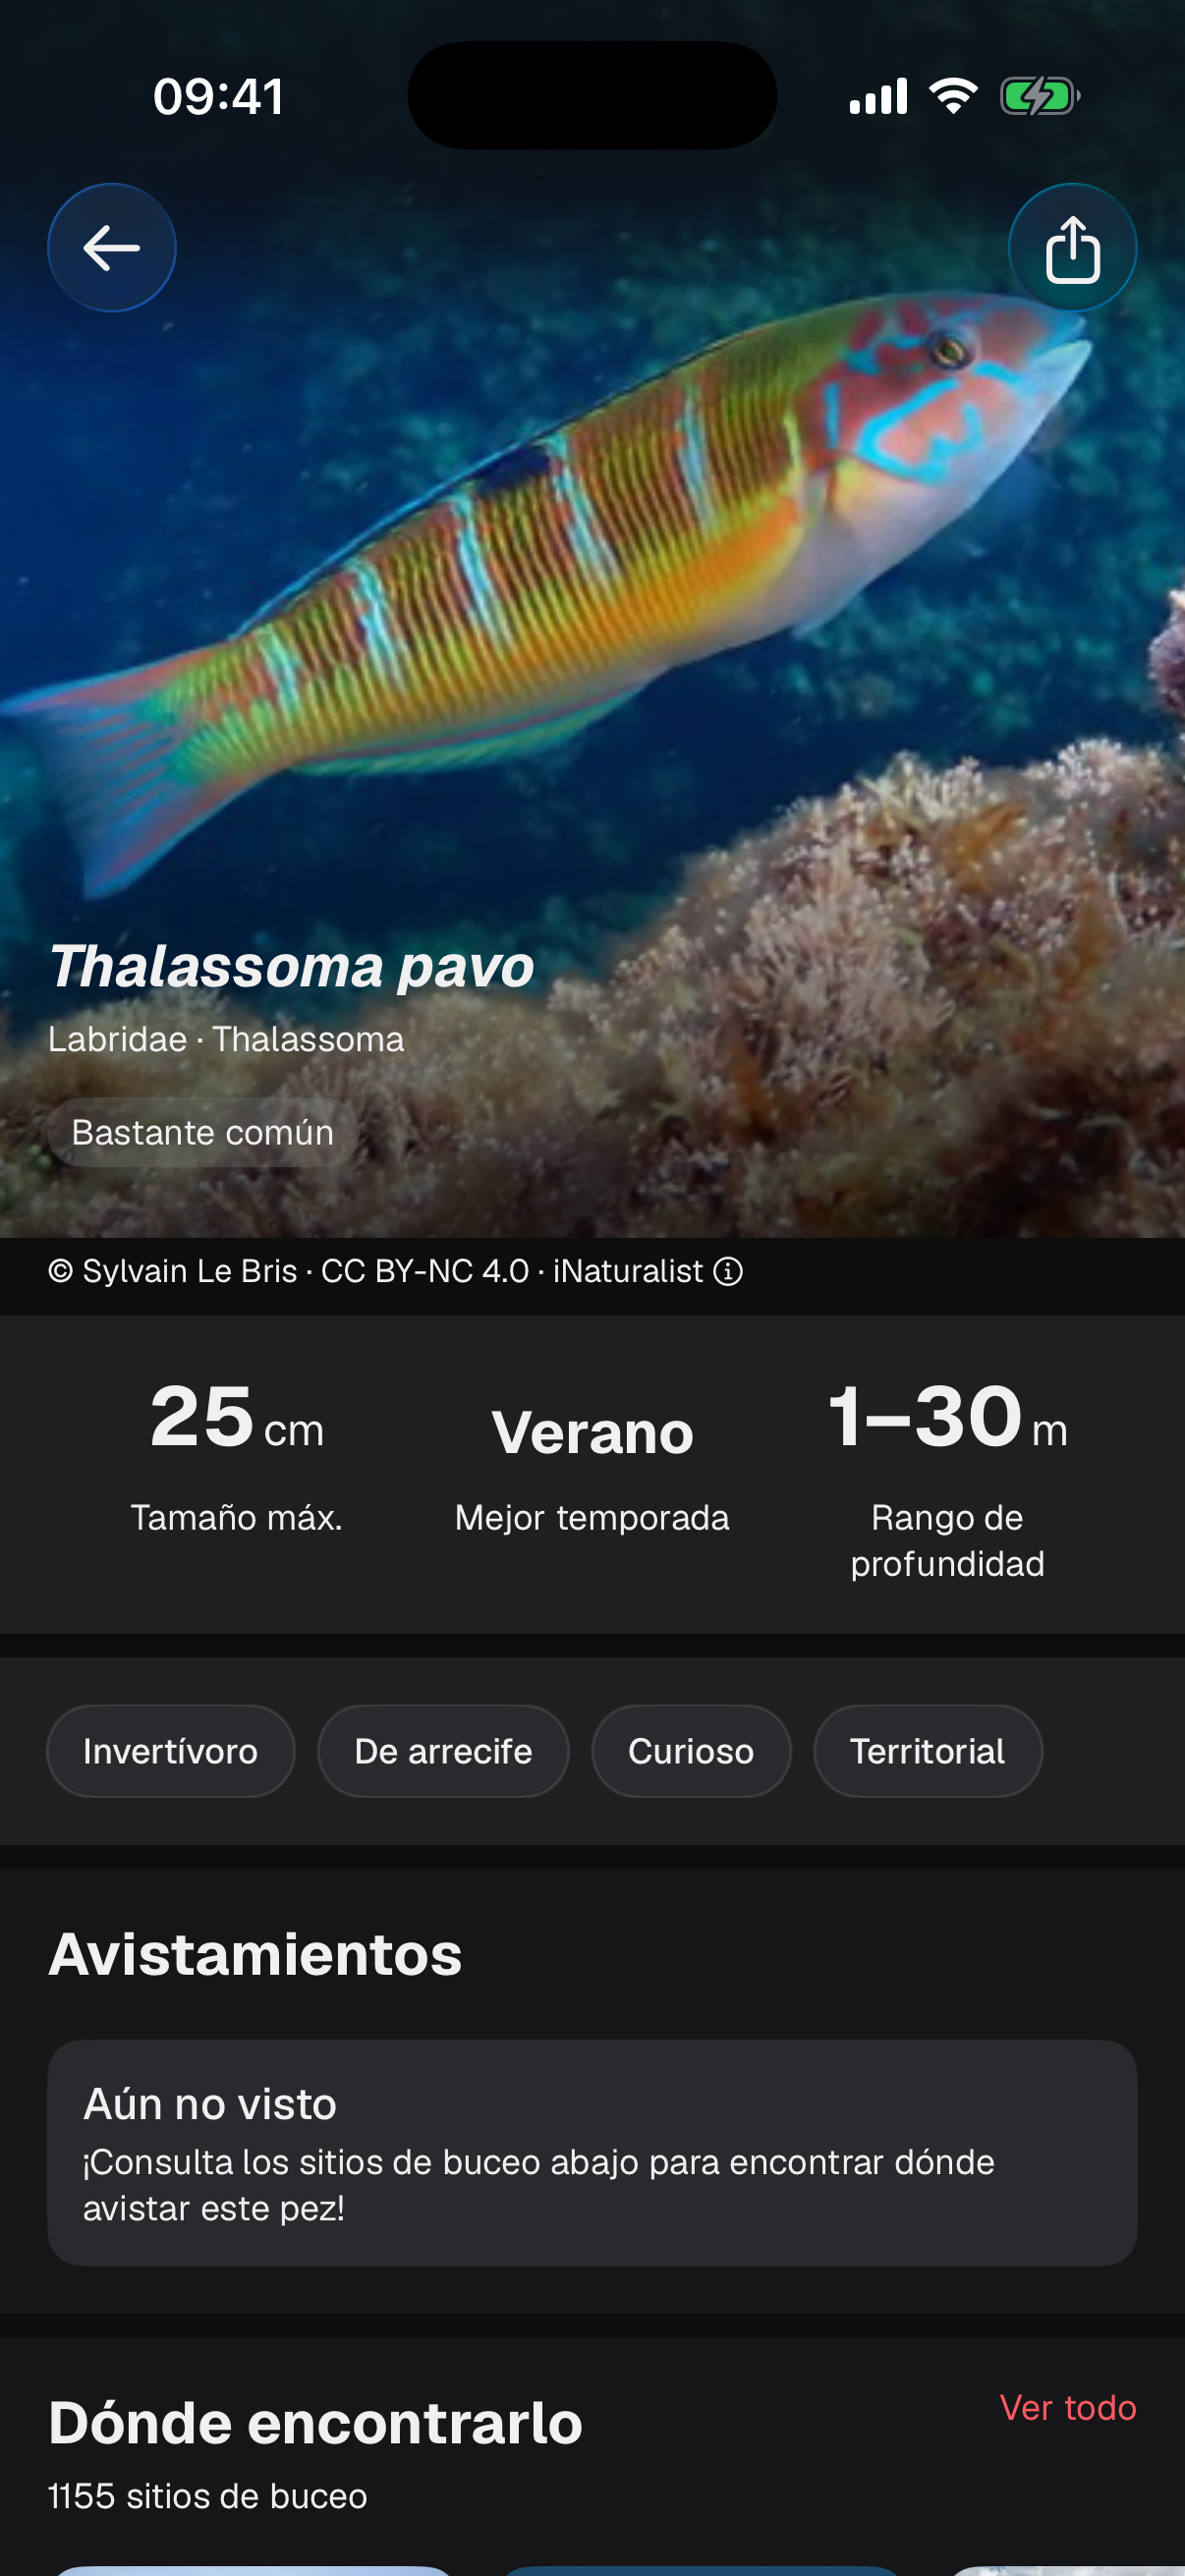 09:41
Thalassoma pavo
Labridae · Thalassoma
Bastante común
© Sylvain Le Bris · CC BY-NC 4.0 · iNaturalist
25 cm
Tamaño máx.
Verano
Mejor temporada
1–30 m
Rango de
profundidad
Invertívoro
De arrecife
Curioso
Territorial
Avistamientos
Aún no visto
¡Consulta los sitios de buceo abajo para encontrar dónde
avistar este pez!
Dónde encontrarlo
Ver todo
1155 sitios de buceo